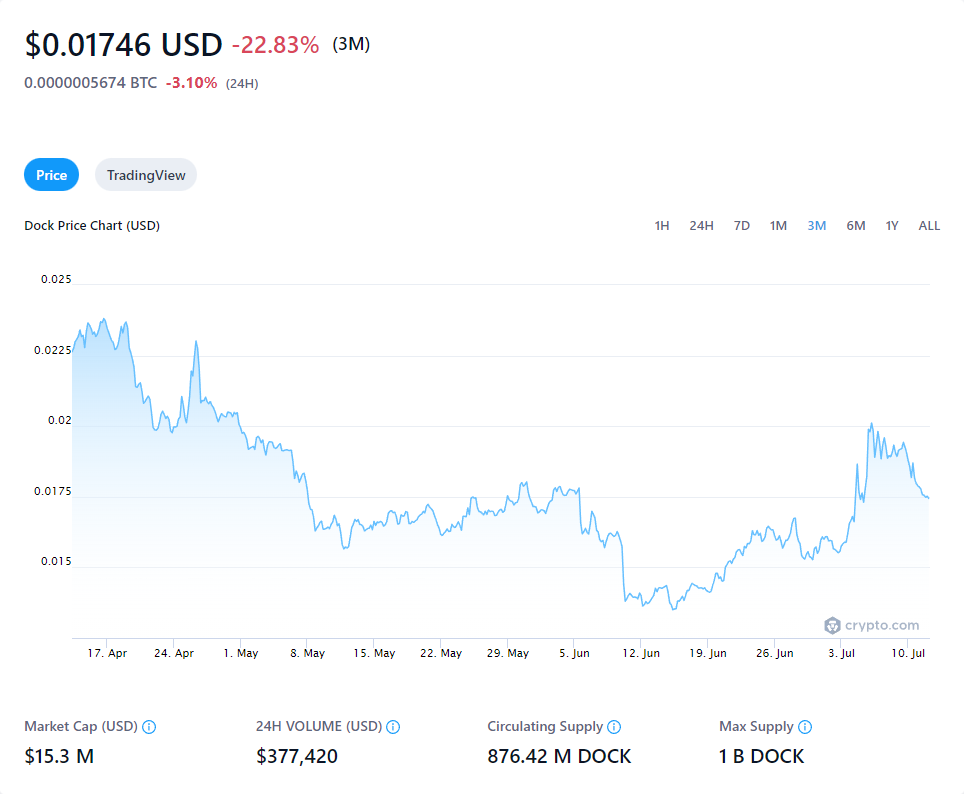 $0.01746 USD -22.83% (3M)
0.0000005674 BTC -3.10% (24H)
Price TradingView
Dock Price Chart (USD) 1H 24H 7D 1M 3M 6M 1Y ALL
0.025
0.0225
0.02
0.0175
0.015
crypto.com
17. Apr 24. Apr 1. May 8. May 15. May 22. May 29. May 5. Jun 12. Jun 19. Jun 26. Jun 3. Jul 10. Jul
Market Cap (USD) 24H VOLUME (USD) Circulating Supply Max Supply
$15.3 M $377,420 876.42 M DOCK 1 B DOCK